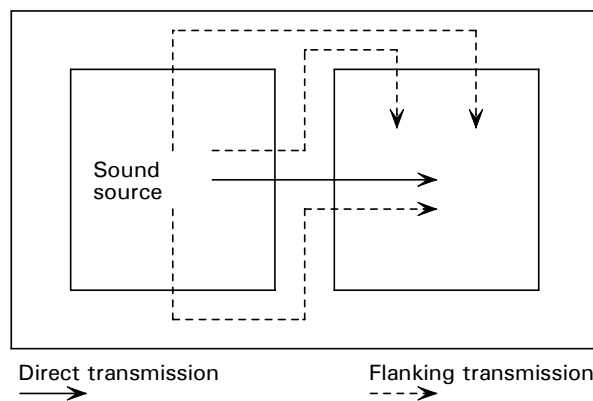 Sound
source
Direct transmission
Flanking transmission